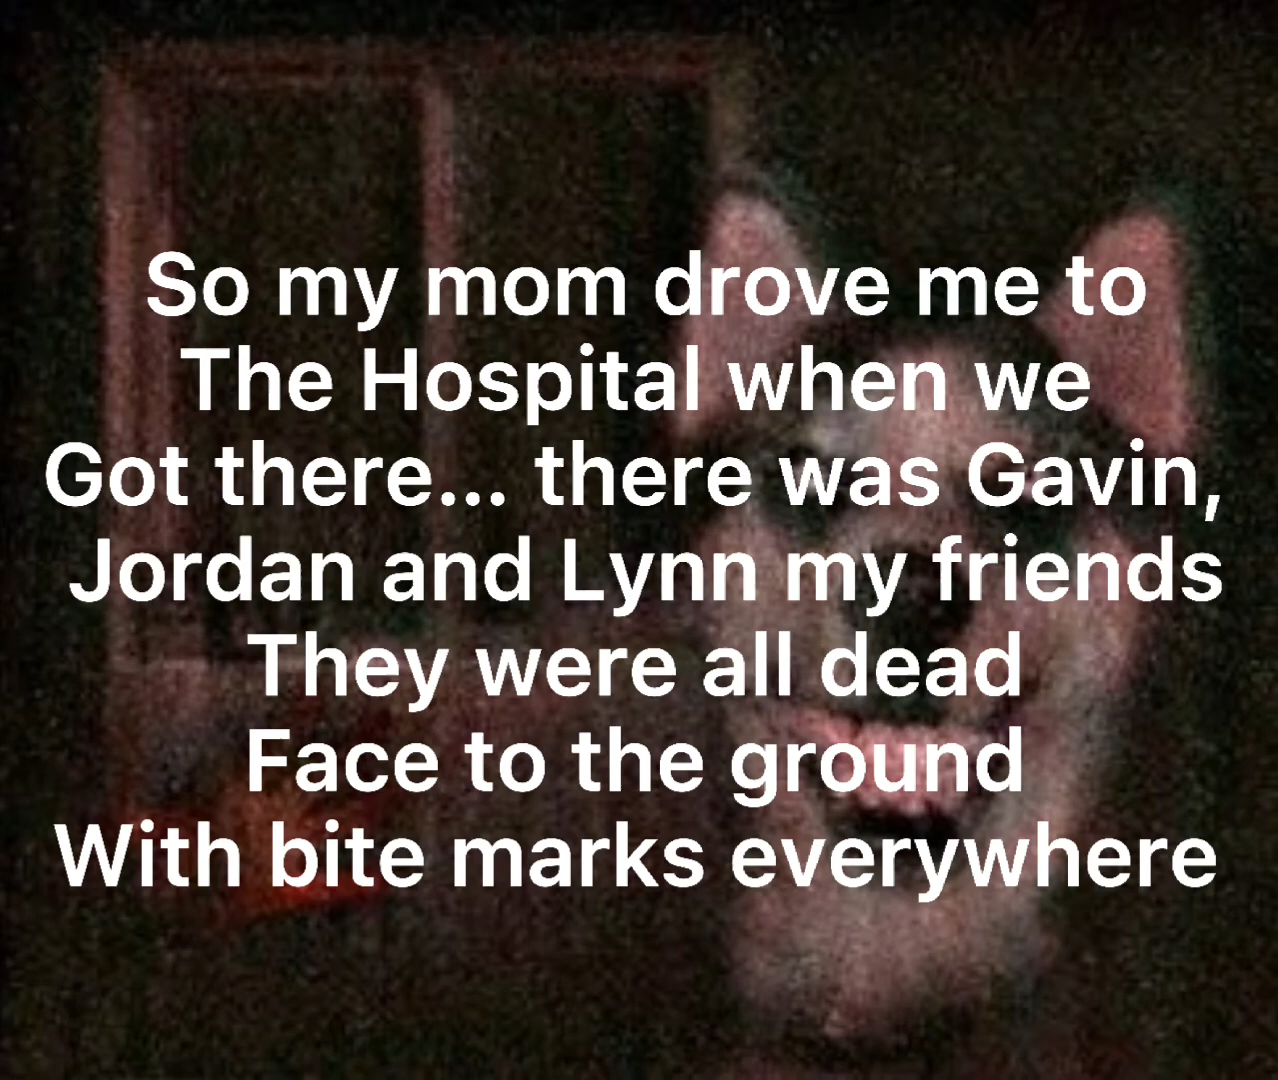 So my mom drove me to
The Hospital when we
Got there... there was Gavin,
Jordan and Lynn my friends
They were all dead
Face to the ground
With bite marks everywhere